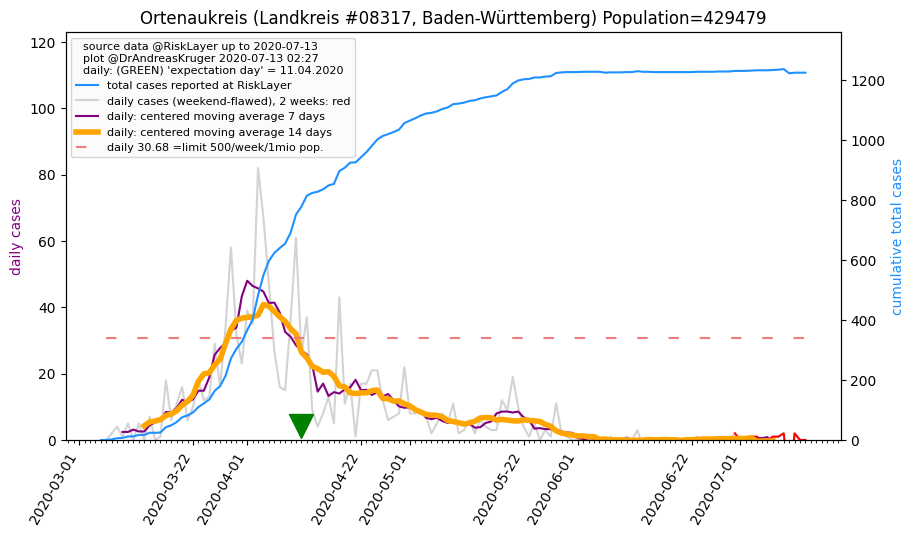 Ortenaukreis (Landkreis #08317, Baden-Württemberg) Population=429479
source data @RiskLayer up to 2020-07-13
plot @DrAndreasKruger 2020-07-13 02:27
daily: (GREEN) 'expectation day' = 11.04.2020
total cases reported at RiskLayer
daily cases (weekend-flawed), 2 weeks: red
daily: centered moving average 7 days
daily: centered moving average 14 days
daily 30.68 =limit 500/week/1mio pop.
daily cases
120
100
80
60
40
20
0
cumulative total cases
1200
1000
800
600
400
200
0
2020-03-01
2020-03-22
2020-04-01
2020-04-22
2020-05-01
2020-05-22
2020-06-01
2020-06-22
2020-07-01